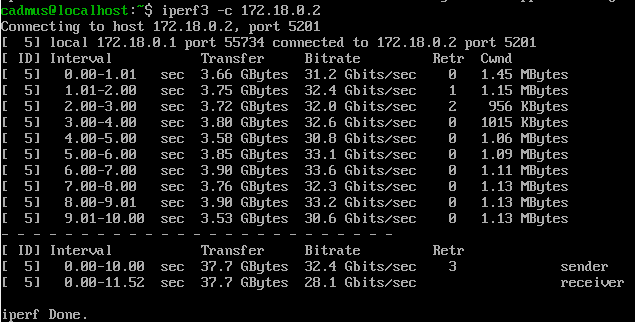 cadmus@localhost:~$ iperf3 -c 172.18.0.2
Connecting to host 172.18.0.2, port 5201
[  5] local 172.18.0.1 port 55734 connected to 172.18.0.2 port 5201
[ ID] Interval           Transfer     Bitrate         Retr  Cwnd
[  5]   0.00-1.01   sec  3.66 GBytes  31.2 Gbits/sec    0   1.45 MBytes
[  5]   1.01-2.00   sec  3.75 GBytes  32.4 Gbits/sec    1   1.15 MBytes
[  5]   2.00-3.00   sec  3.72 GBytes  32.0 Gbits/sec    2    956 KBytes
[  5]   3.00-4.00   sec  3.80 GBytes  32.6 Gbits/sec    0   1015 KBytes
[  5]   4.00-5.00   sec  3.58 GBytes  30.8 Gbits/sec    0   1.06 MBytes
[  5]   5.00-6.00   sec  3.85 GBytes  33.1 Gbits/sec    0   1.09 MBytes
[  5]   6.00-7.00   sec  3.90 GBytes  33.6 Gbits/sec    0   1.11 MBytes
[  5]   7.00-8.00   sec  3.76 GBytes  32.3 Gbits/sec    0   1.13 MBytes
[  5]   8.00-9.01   sec  3.90 GBytes  33.2 Gbits/sec    0   1.13 MBytes
[  5]   9.01-10.00  sec  3.53 GBytes  30.6 Gbits/sec    0   1.13 MBytes
- - - - - - - - - - - - - - - - - - - - - - - - -
[ ID] Interval           Transfer     Bitrate         Retr
[  5]   0.00-10.00  sec  37.7 GBytes  32.4 Gbits/sec    3             sender
[  5]   0.00-11.52  sec  37.7 GBytes  28.1 Gbits/sec                  receiver
iperf Done.